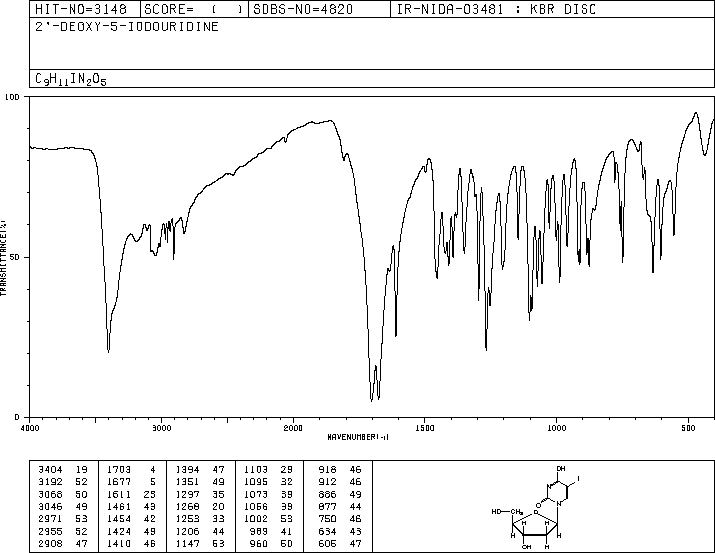 HIT-NO=3148 SCORE= ( ) SDBS-NO=4820 IR-NIDA-03481 : KBR DISC
2'-DEOXY-5-IODOURIDINE
C9H11IN2O5
100
50
0
TRANSMITTANCE(%)
4000 3000 2000 1500 1000 500
WAVENUMBER(-1)
3404 19 1703 4 1394 47 1103 29 918 46
3192 52 1677 5 1351 49 1095 32 912 46
3068 50 1611 25 1297 35 1073 39 886 49
3046 49 1461 43 1268 20 1056 39 877 44
2971 53 1454 42 1253 33 1002 53 750 46
2955 52 1424 49 1206 44 989 41 634 43
2908 47 1410 46 1147 53 960 50 605 47
OH
N I
O N
HO CH2
O
H H H H
OH H